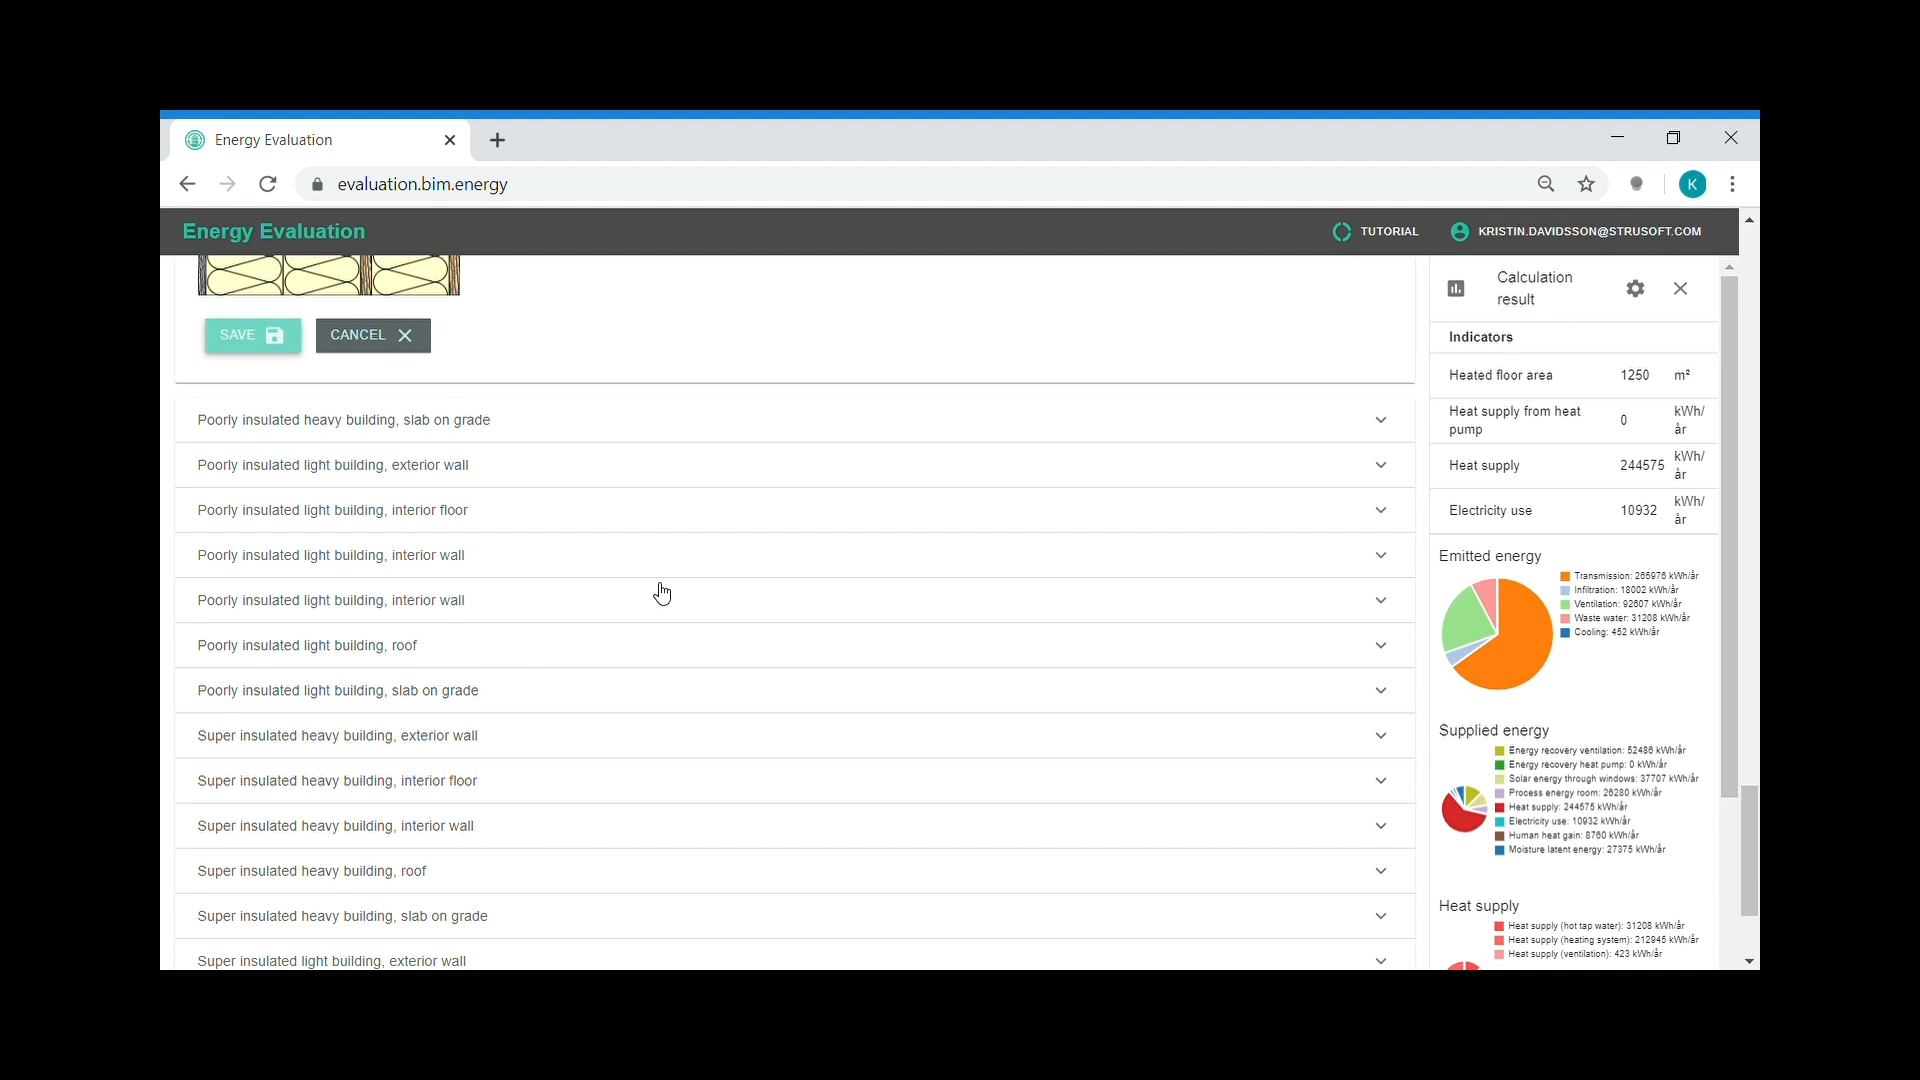 Energy Evaluation
evaluation.bim.energy
K
Energy Evaluation
TUTORIAL
KRISTIN.DAVIDSSON@STRUSOFT.COM
SAVE
CANCEL
Poorly insulated heavy building, slab on grade
Poorly insulated light building, exterior wall
Poorly insulated light building, interior floor
Poorly insulated light building, interior wall
Poorly insulated light building, interior wall
Poorly insulated light building, roof
Poorly insulated light building, slab on grade
Super insulated heavy building, exterior wall
Super insulated heavy building, interior floor
Super insulated heavy building, interior wall
Super insulated heavy building, roof
Super insulated heavy building, slab on grade
Super insulated light building, exterior wall
Calculation
result
Indicators
Heated floor area 1250 m²
Heat supply from heat
pump 0 kWh/
år
Heat supply 244575 kWh/
år
Electricity use 10932 kWh/
år
Emitted energy
Transmission: 265976 kWh/år
Infiltration: 18002 kWh/år
Ventilation: 92607 kWh/år
Waste water: 31208 kWh/år
Cooling: 452 kWh/år
Supplied energy
Energy recovery ventilation: 52486 kWh/år
Energy recovery heat pump: 0 kWh/år
Solar energy through windows: 37707 kWh/år
Process energy room: 26280 kWh/år
Heat supply: 244575 kWh/år
Electricity use: 10932 kWh/år
Human heat gain: 8760 kWh/år
Moisture latent energy: 27375 kWh/år
Heat supply
Heat supply (hot tap water): 31208 kWh/år
Heat supply (heating system): 212945 kWh/år
Heat supply (ventilation): 423 kWh/år